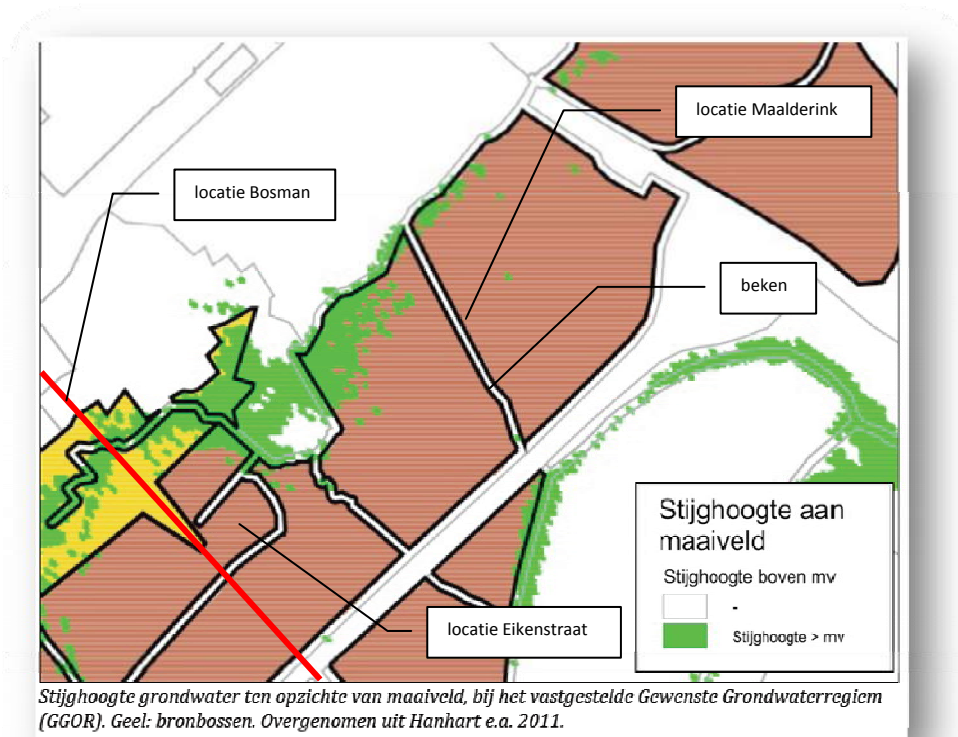 locatie Maalderink
locatie Bosman
beken
Stijghoogte aan
maaiveld
Stijghoogte boven mv
-
Stijghoogte > mv
locatie Eikenstraat
Stijghoogte grondwater ten opzichte van maaiveld, bij het vastgestelde Gewenste Grondwaterregiem
(GGOR). Geel: bronbossen. Overgenomen uit Hanhart e.a. 2011.